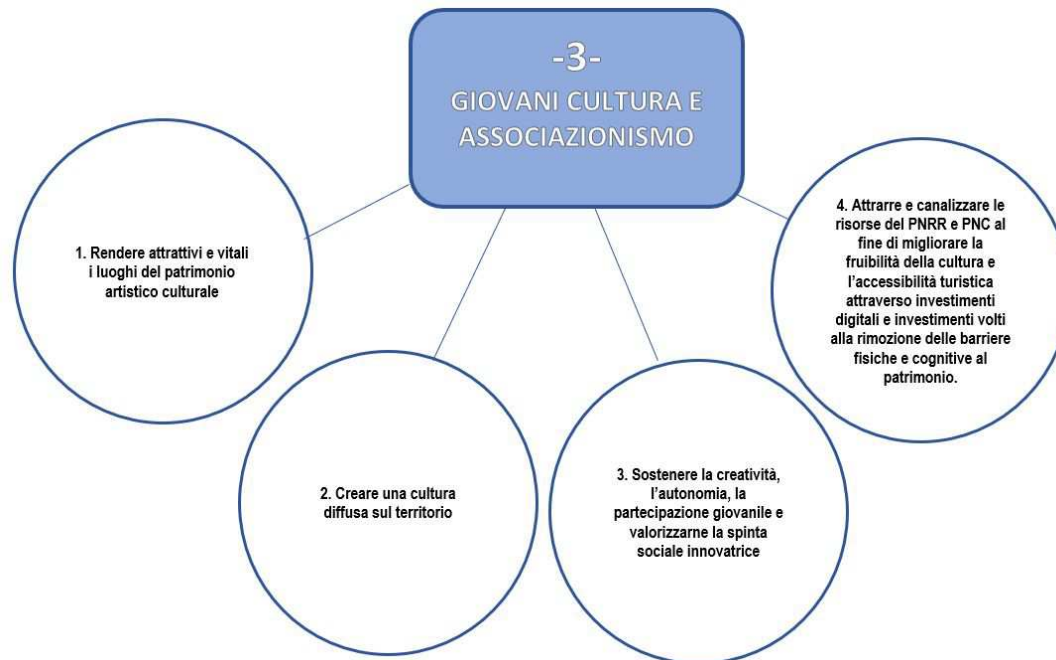 -3-
GIOVANI CULTURA E
ASSOCIAZIONISMO
1. Rendere attrattivi e vitali
i luoghi del patrimonio
artistico culturale
2. Creare una cultura
diffusa sul territorio
3. Sostenere la creatività,
l’autonomia, la
partecipazione giovanile e
valorizzarne la spinta
sociale innovatrice
4. Attrarre e canalizzare le
risorse del PNRR e PNC al
fine di migliorare la
fruibilità della cultura e
l’accessibilità turistica
attraverso investimenti
digitali e investimenti volti
alla rimozione delle barriere
fisiche e cognitive al
patrimonio.